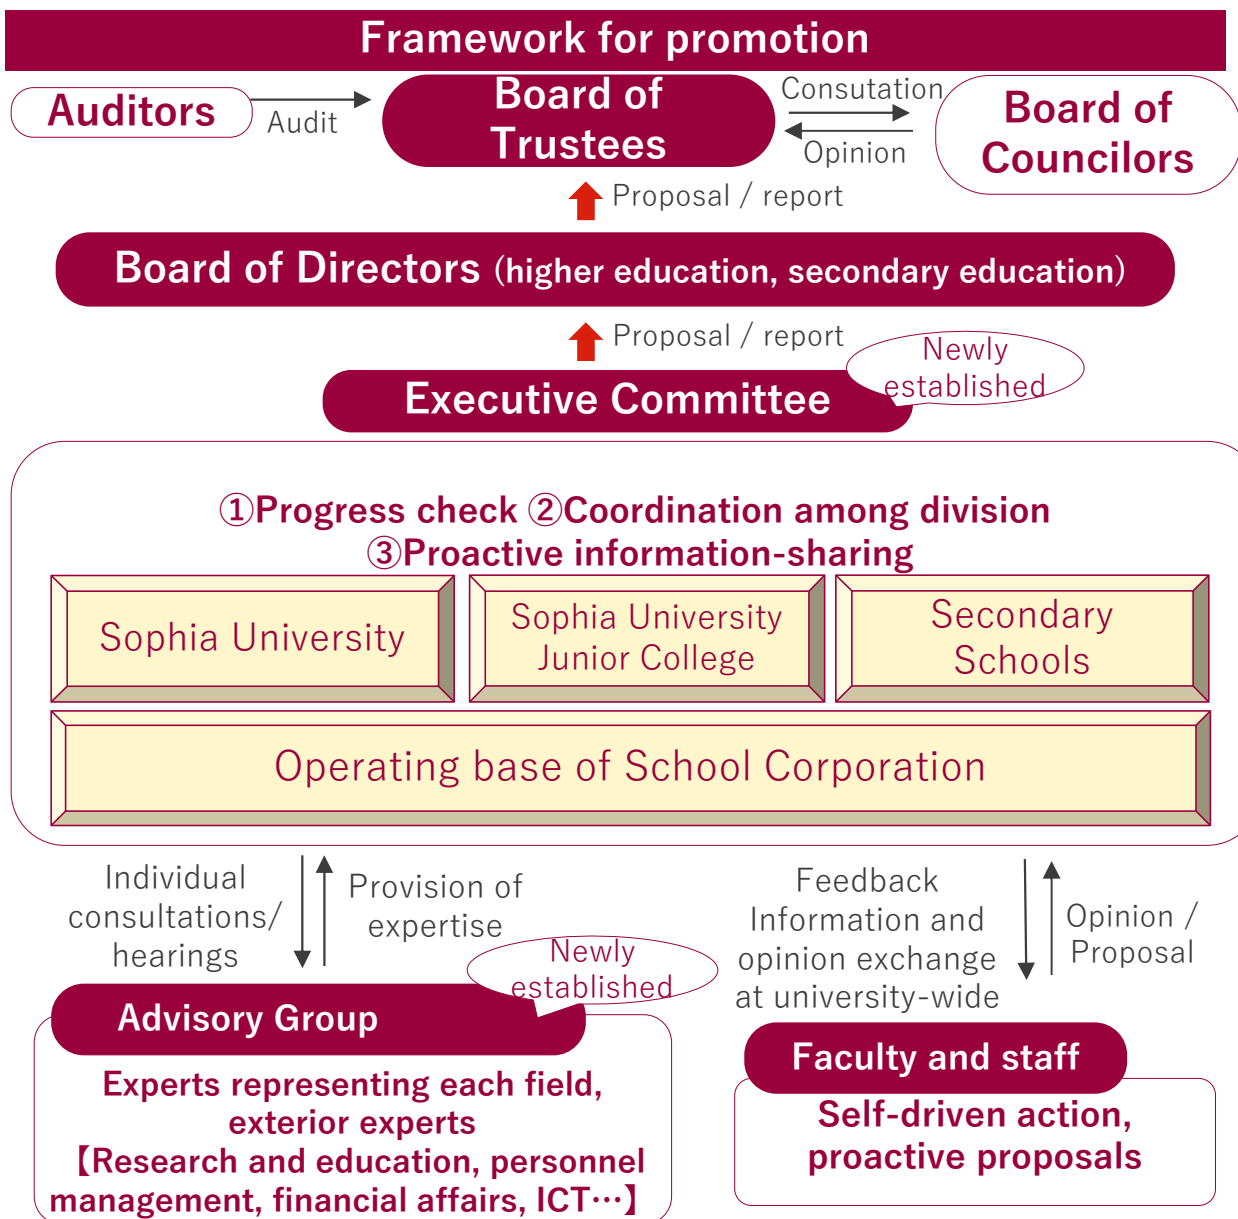 Framework for promotion
Auditors
Audit
Board of
Trustees
Consutation
Opinion
Board of
Councilors
Proposal / report
Board of Directors (higher education, secondary education)
Proposal / report
Newly
established
Executive Committee
①Progress check ②Coordination among division
③Proactive information-sharing
Sophia University
Sophia University
Junior College
Secondary
Schools
Operating base of School Corporation
Individual
consultations/
hearings
Provision of
expertise
Feedback
Information and
opinion exchange
at university-wide
Opinion /
Proposal
Newly
established
Advisory Group
Experts representing each field,
exterior experts
【Research and education, personnel
management, financial affairs, ICT…】
Faculty and staff
Self-driven action,
proactive proposals